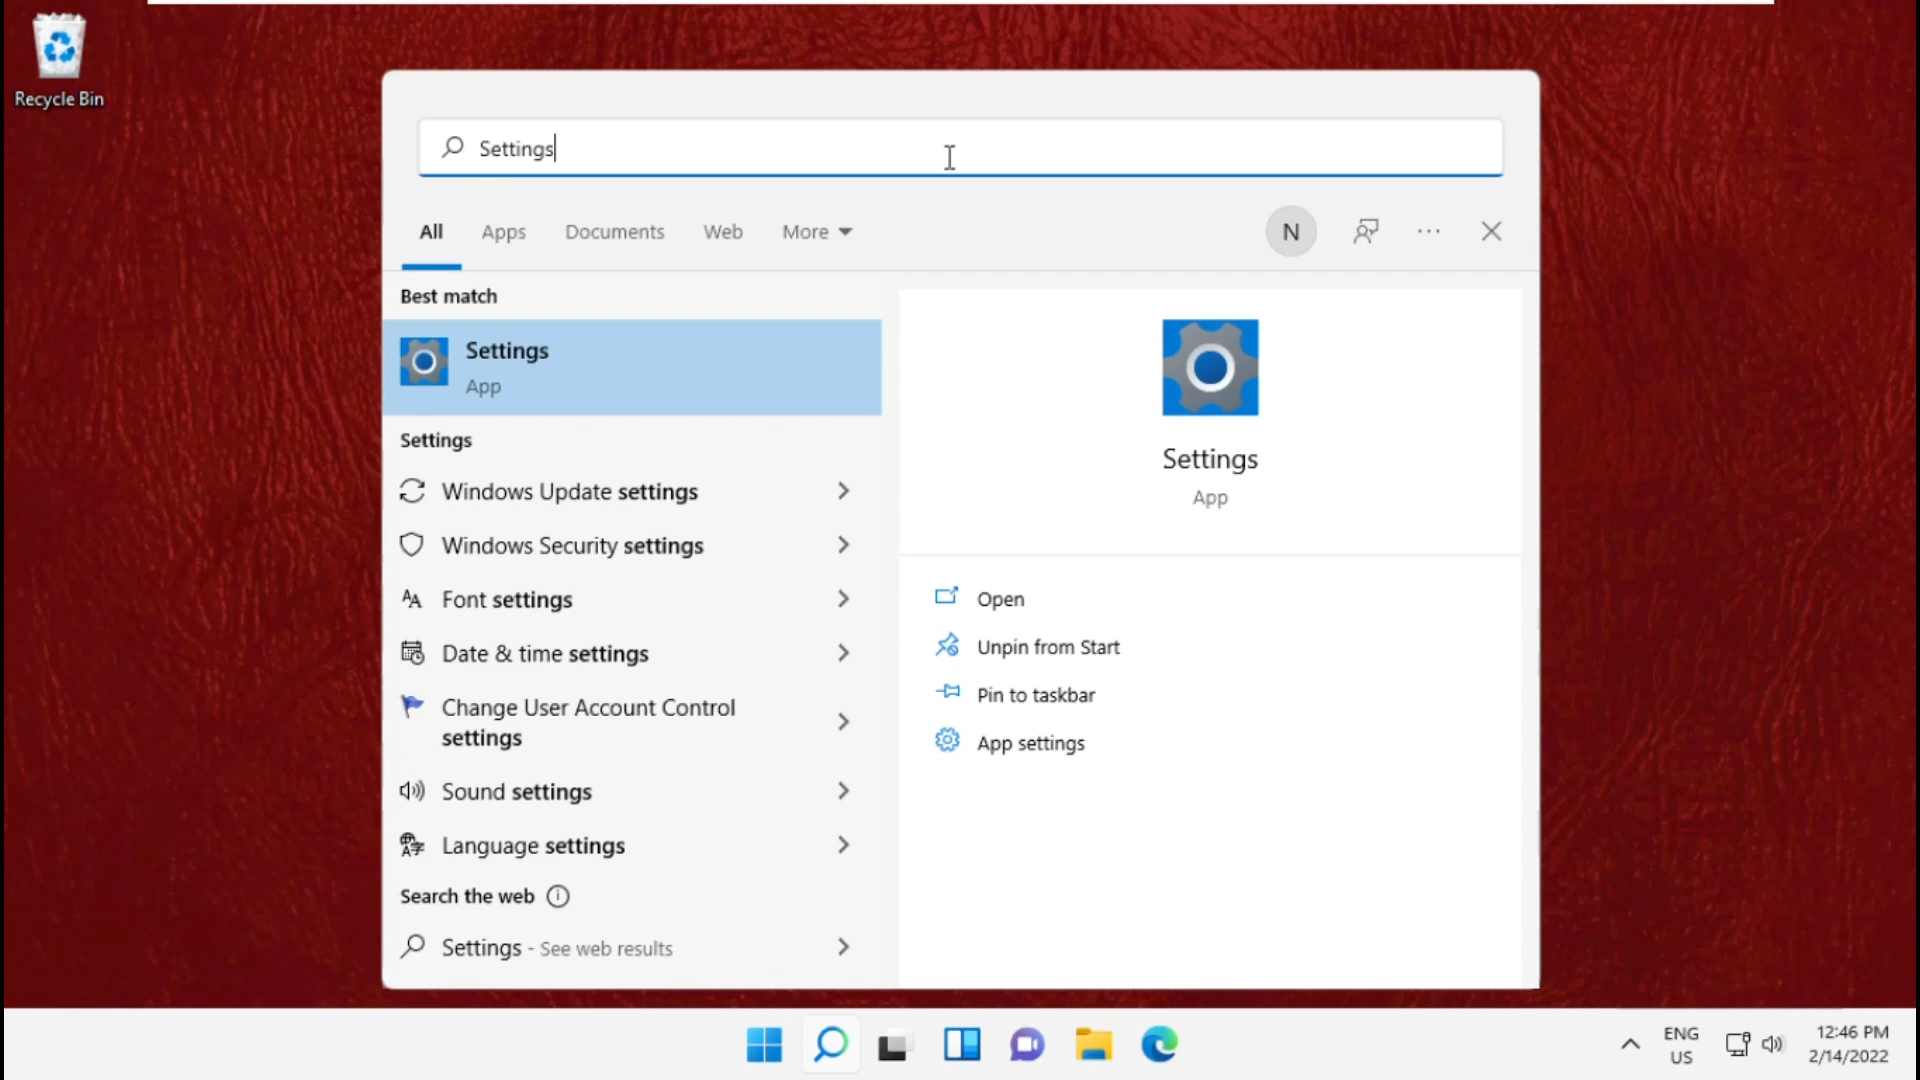 Recycle Bin
Settings
All Apps Documents Web More N
Best match
Settings
App
Settings
Windows Update settings
Windows Security settings
Font settings
Date & time settings
Change User Account Control
settings
Sound settings
Language settings
Search the web
Settings - See web results
Settings
App
Open
Unpin from Start
Pin to taskbar
App settings
ENG
US
12:46 PM
2/14/2022